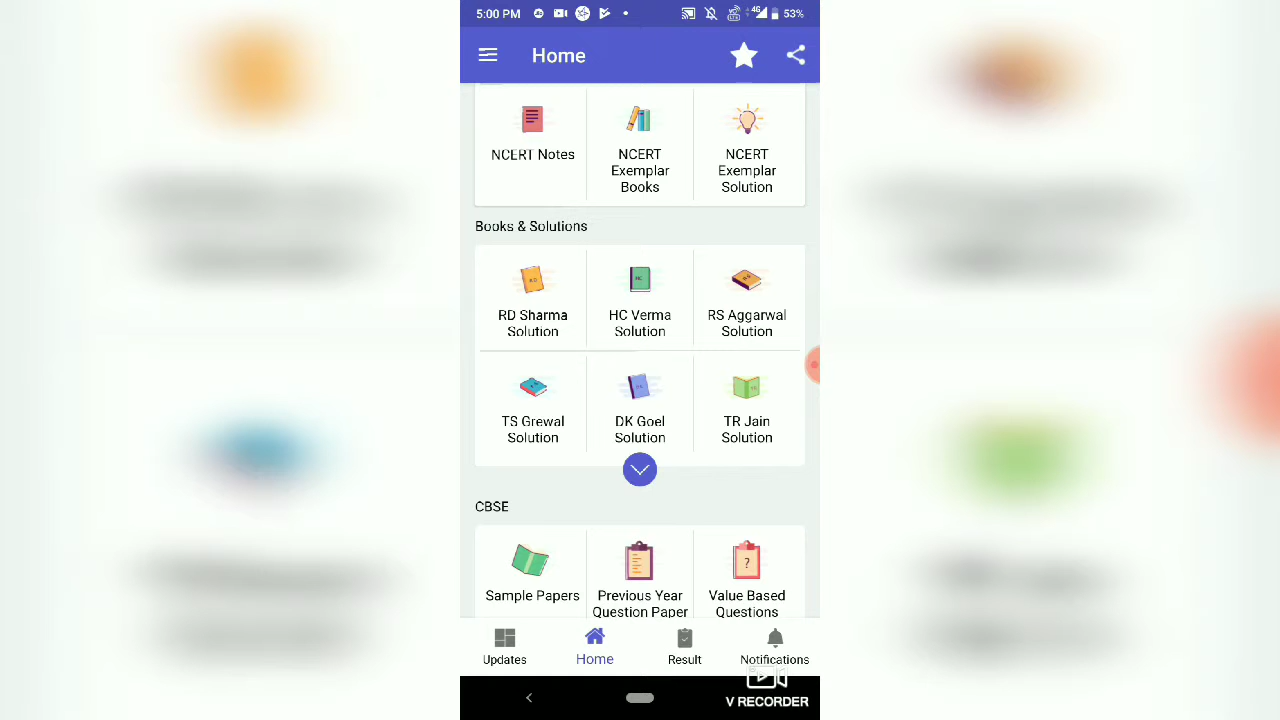 5:00 PM 4G 53%
Home
NCERT Notes
NCERT
Exemplar
Books
NCERT
Exemplar
Solution
Books & Solutions
RD Sharma
Solution
HC Verma
Solution
RS Aggarwal
Solution
TS Grewal
Solution
DK Goel
Solution
TR Jain
Solution
CBSE
Sample Papers
Previous Year
Question Paper
Value Based
Questions
?
Updates
Home
Result
Notifications
V RECORDER